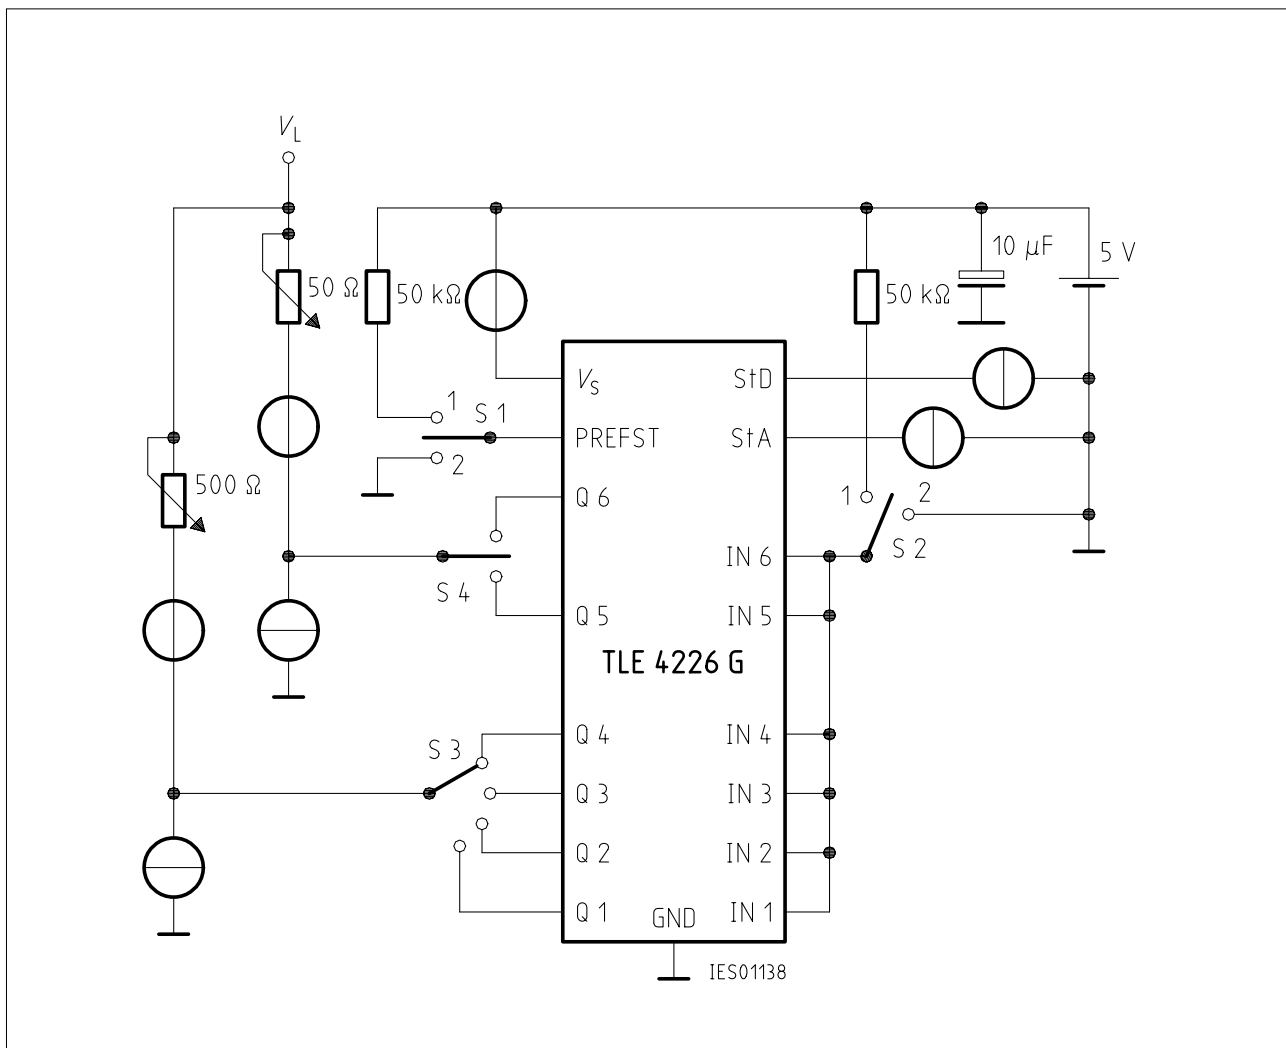 VL
10 µF
5 V
50 Ω
50 kΩ
50 kΩ
VS
StD
1
S 1
PREFST
StA
2
500 Ω
Q 6
1
2
S 2
IN 6
S 4
Q 5
IN 5
TLE 4226 G
Q 4
IN 4
S 3
Q 3
IN 3
Q 2
IN 2
Q 1
GND
IN 1
IES01138